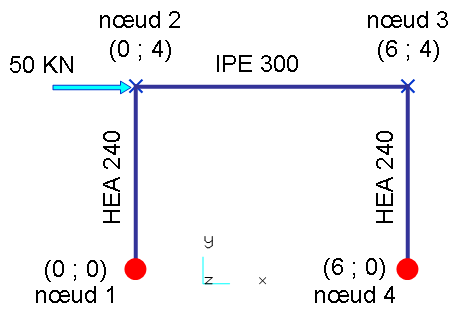 nœud 2
(0 ; 4)
nœud 3
(6 ; 4)
50 KN
IPE 300
HEA 240
HEA 240
(0 ; 0)
nœud 1
y
z
x
(6 ; 0)
nœud 4